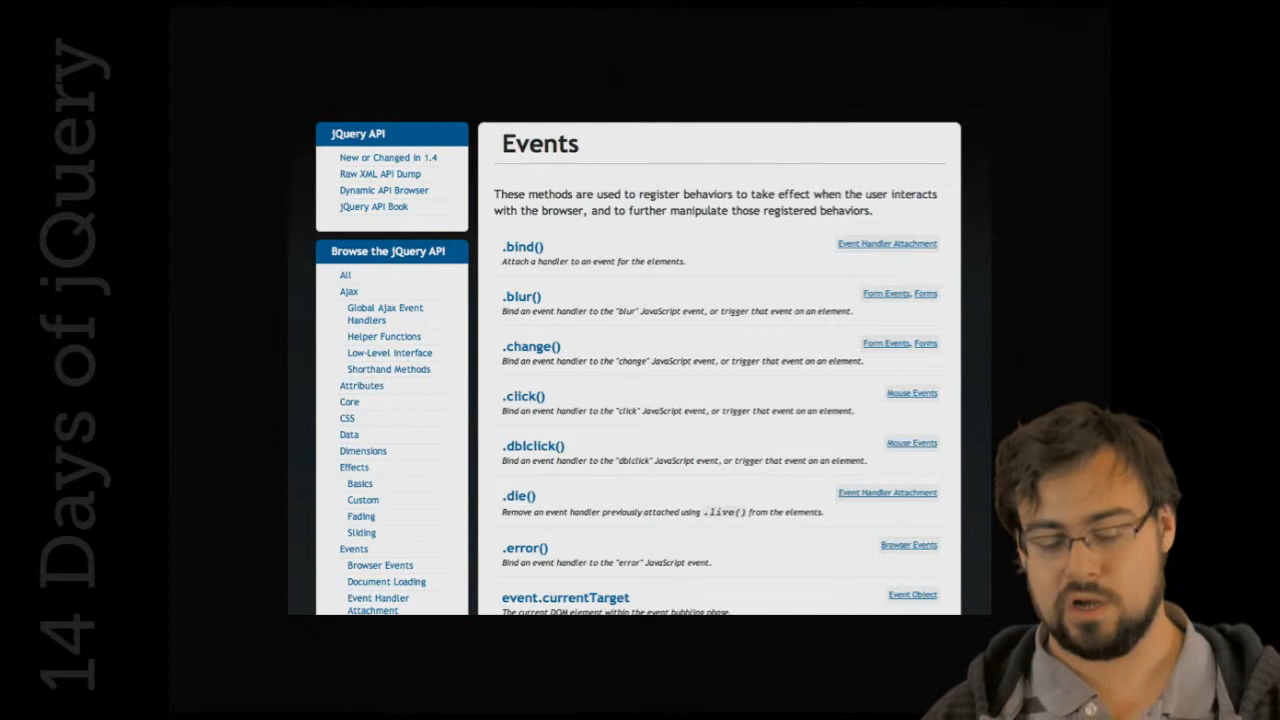 14 Days of jQuery
jQuery API
New or Changed in 1.4
Raw XML API Dump
Dynamic API Browser
jQuery API Book
Browse the jQuery API
All
Ajax
Global Ajax Event
Handlers
Helper Functions
Low-Level Interface
Shorthand Methods
Attributes
Core
CSS
Data
Dimensions
Effects
Basics
Custom
Fading
Sliding
Events
Browser Events
Document Loading
Event Handler
Attachment
Events
These methods are used to register behaviors to take effect when the user interacts
with the browser, and to further manipulate those registered behaviors.
.bind() Event Handler Attachment
Attach a handler to an event for the elements.
.blur() Form Events, Forms
Bind an event handler to the "blur" JavaScript event, or trigger that event on an element.
.change() Form Events, Forms
Bind an event handler to the "change" JavaScript event, or trigger that event on an element.
.click() Mouse Events
Bind an event handler to the "click" JavaScript event, or trigger that event on an element.
.dblclick() Mouse Events
Bind an event handler to the "dblclick" JavaScript event, or trigger that event on an element.
.die() Event Handler Attachment
Remove an event handler previously attached using .live() from the elements.
.error() Browser Events
Bind an event handler to the "error" JavaScript event.
event.currentTarget Event Object
The current DOM element within the event bubbling phase.